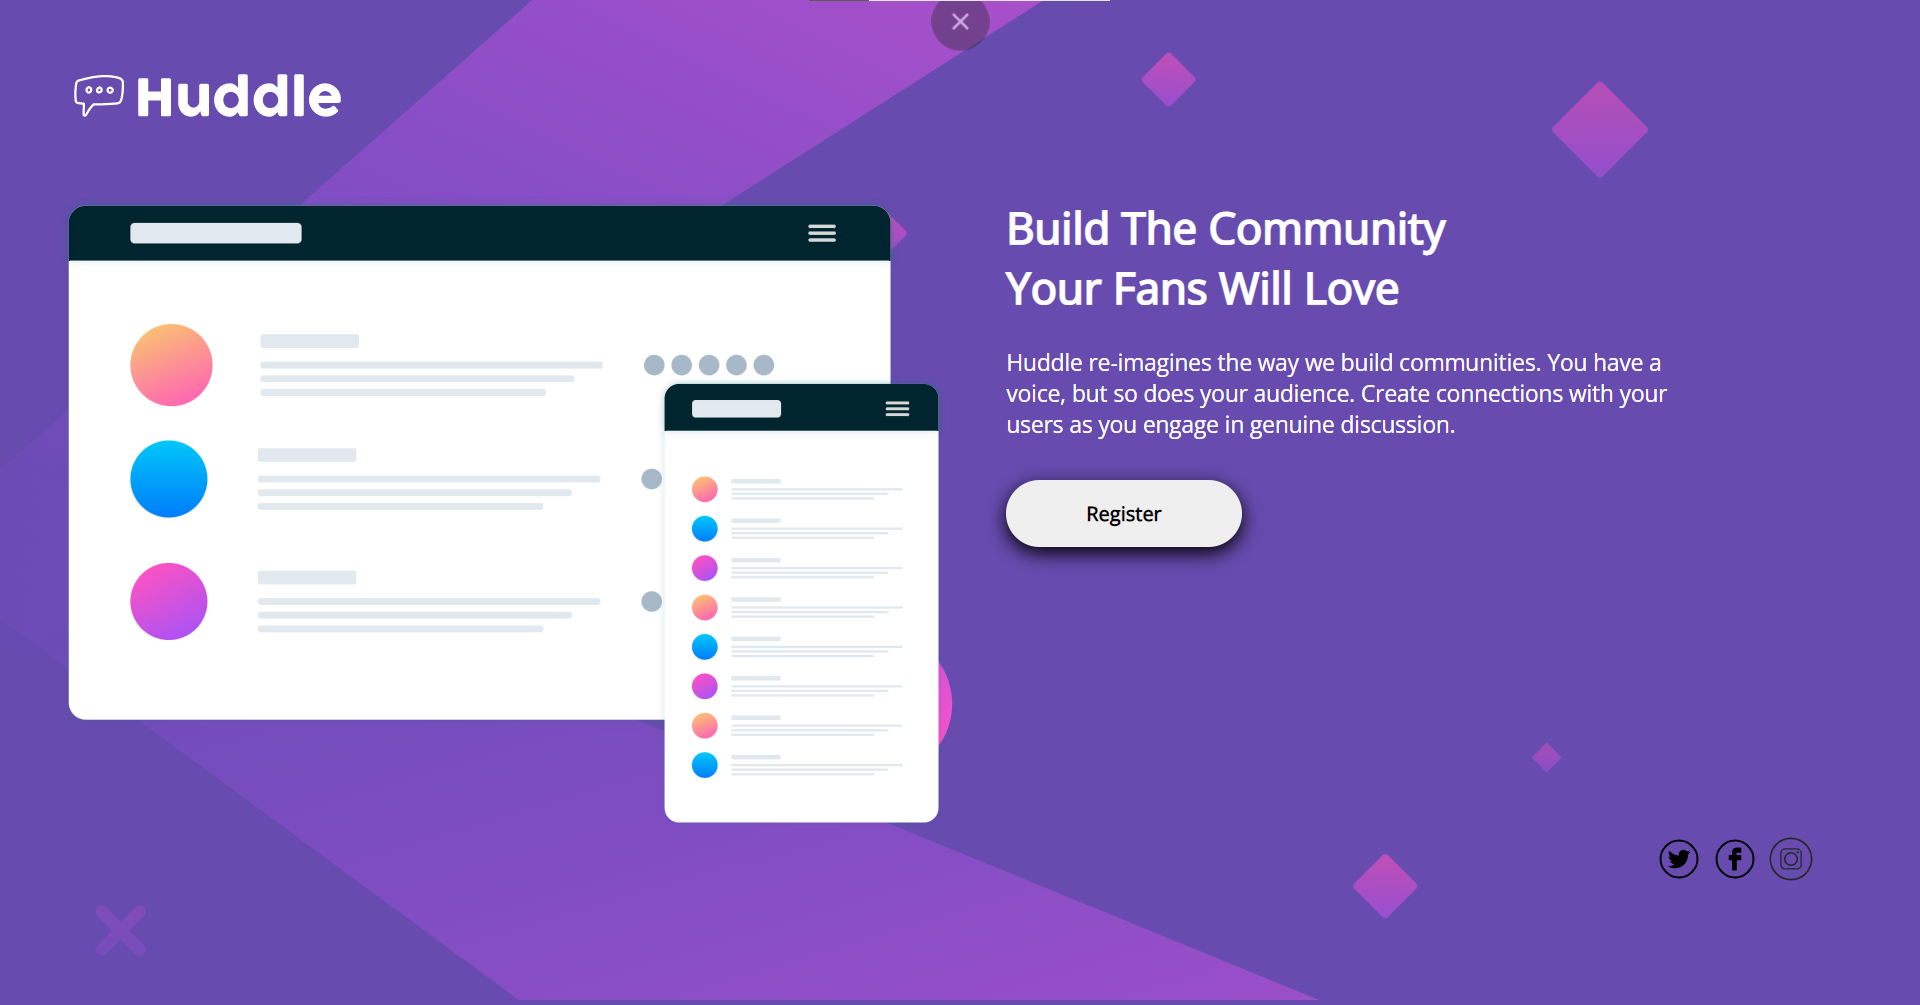 Huddle
Build The Community
Your Fans Will Love
Huddle re-imagines the way we build communities. You have a
voice, but so does your audience. Create connections with your
users as you engage in genuine discussion.
Register